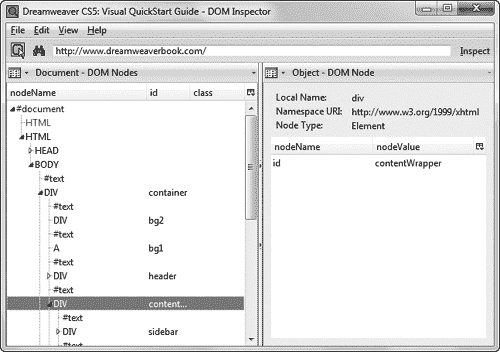 Dreamweaver CS5: Visual QuickStart Guide - DOM Inspector
File Edit View Help
http://www.dreamweaverbook.com/ Inspect
Document - DOM Nodes
nodeName id class
#document
HTML
HTML
HEAD
BODY
#text
DIV container
#text
DIV bg2
#text
A bg1
#text
DIV header
#text
DIV content...
#text
DIV sidebar
#text
Object - DOM Node
Local Name: div
Namespace URI: http://www.w3.org/1999/xhtml
Node Type: Element
nodeName nodeValue
id contentWrapper